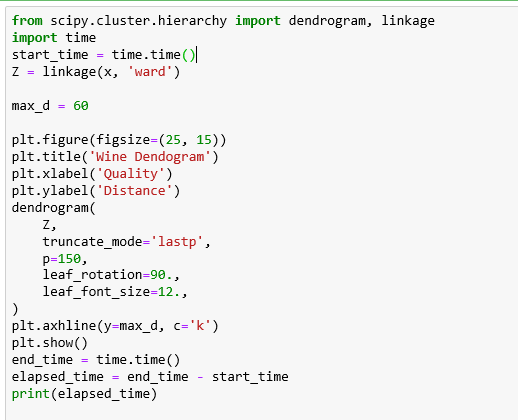 from scipy.cluster.hierarchy import dendrogram, linkage
import time
start_time = time.time()
Z = linkage(x, 'ward')
max_d = 60
plt.figure(figsize=(25, 15))
plt.title('Wine Dendogram')
plt.xlabel('Quality')
plt.ylabel('Distance')
dendrogram(
    Z,
    truncate_mode='lastp',
    p=150,
    leaf_rotation=90.,
    leaf_font_size=12.,
)
plt.axhline(y=max_d, c='k')
plt.show()
end_time = time.time()
elapsed_time = end_time - start_time
print(elapsed_time)